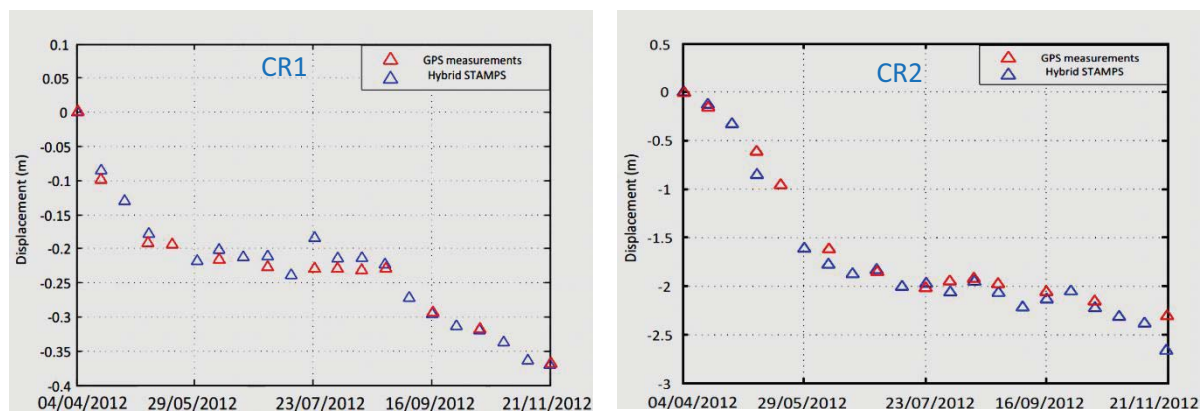 CR1
GPS measurements
Hybrid STAMPS
Displacement (m)
0.1
0.05
0
-0.05
-0.1
-0.15
-0.2
-0.25
-0.3
-0.35
-0.4
04/04/2012 29/05/2012 23/07/2012 16/09/2012 21/11/2012
CR2
GPS measurements
Hybrid STAMPS
Displacement (m)
0.5
0
-0.5
-1
-1.5
-2
-2.5
-3
04/04/2012 29/05/2012 23/07/2012 16/09/2012 21/11/2012